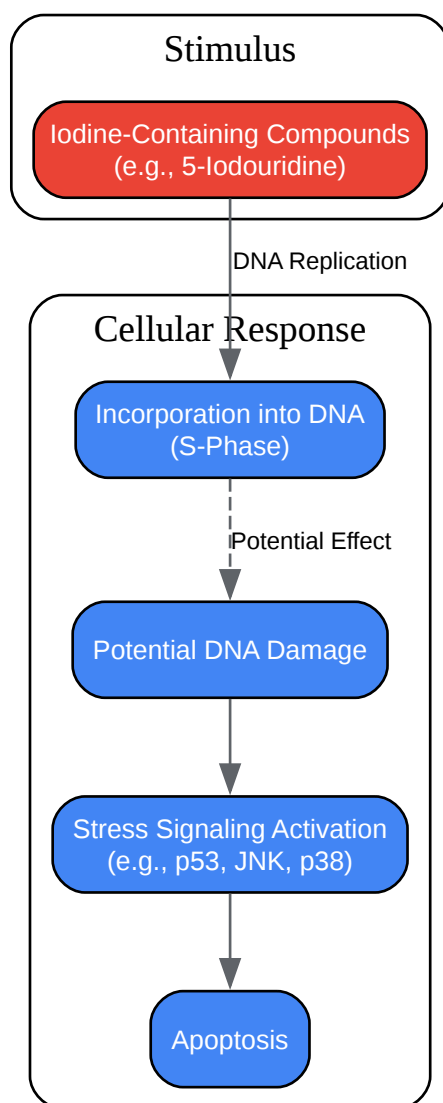 Stimulus
Iodine-Containing Compounds
(e.g., 5-Iodouridine)
DNA Replication
Cellular Response
Incorporation into DNA
(S-Phase)
Potential Effect
Potential DNA Damage
Stress Signaling Activation
(e.g., p53, JNK, p38)
Apoptosis